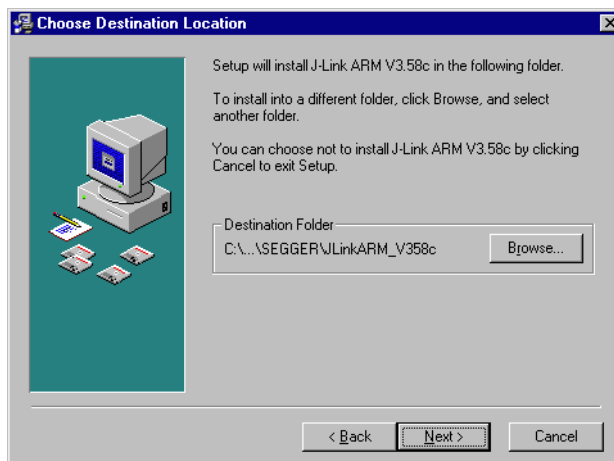 Choose Destination Location
Setup will install J-Link ARM V3.58c in the following folder.
To install into a different folder, click Browse, and select
another folder.
You can choose not to install J-Link ARM V3.58c by clicking
Cancel to exit Setup.
Destination Folder
C:\...\SEGGER\JLinkARM_V358c
Browse...
< Back
Next >
Cancel